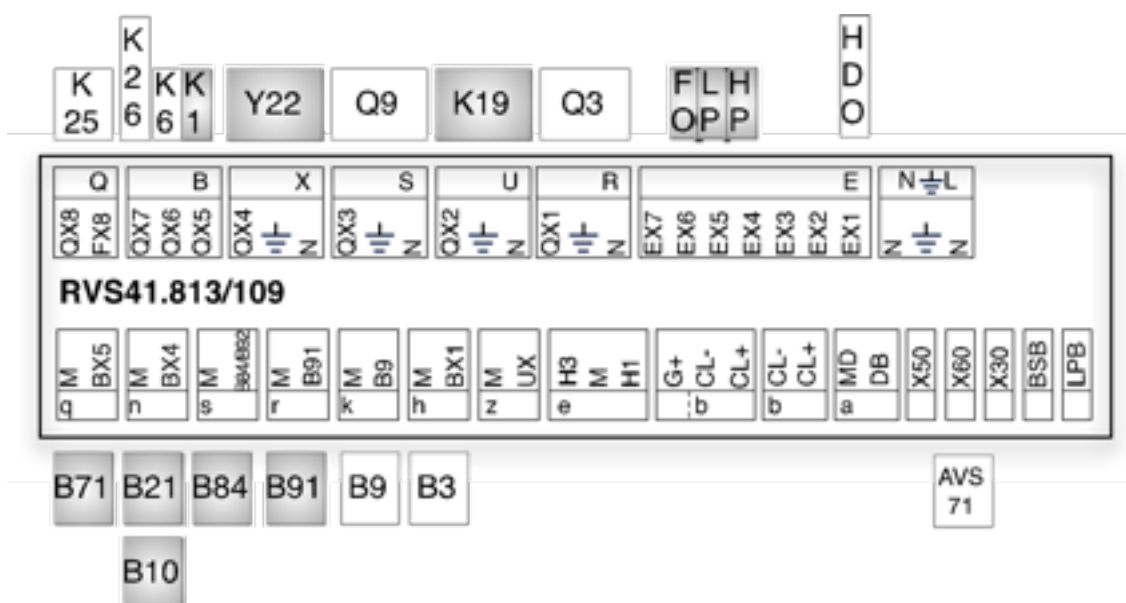 K
25
K
2
6
K
6
K
1
Y22
Q9
K19
Q3
F
O
L
P
H
P
H
D
O
Q
B
X
S
U
R
E
N L
QX8
FX8
QX7
QX6
QX5
QX4
N
QX3
N
QX2
N
QX1
N
EX7
EX6
EX5
EX4
EX3
EX2
EX1
N
N
RVS41.813/109
M
BX5
M
BX4
M
BB4/BB2
M
B91
M
B9
M
BX1
M
UX
H3
M
H1
G+
CL-
CL+
CL-
CL+
MD
DB
X50
X60
X30
BSB
LPB
q
n
s
r
k
h
z
e
b
b
a
B71
B21
B84
B91
B9
B3
AVS
71
B10